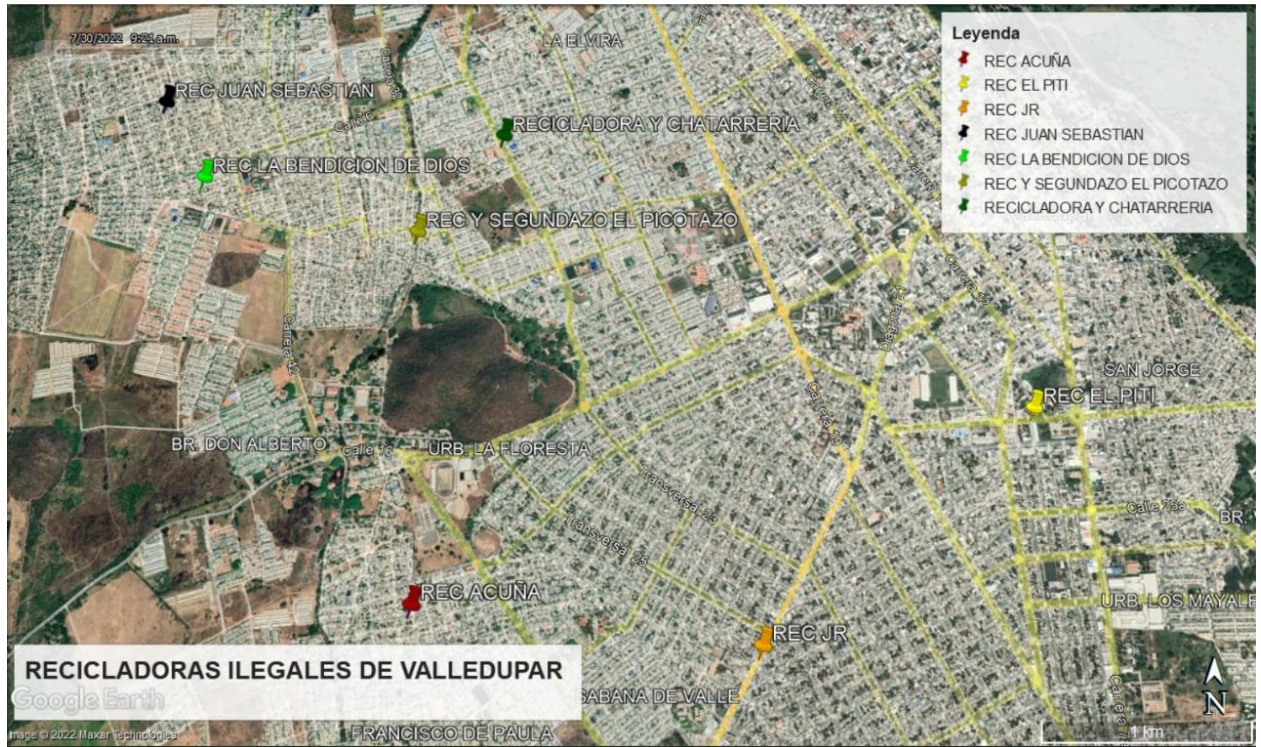 7/30/2022 9:21 a.m.
LA ELVIRA
Leyenda
REC ACUÑA
REC EL PITI
REC JR
REC JUAN SEBASTIAN
REC LA BENDICION DE DIOS
REC Y SEGUNDAZO EL PICOTAZO
RECICLADORA Y CHATARRERIA
REC JUAN SEBASTIAN
RECICLADORA Y CHATARRERIA
REC LA BENDICION DE DIOS
REC Y SEGUNDAZO EL PICOTAZO
Carrera 42
SAN JORGE
REC EL PITI
BR. DON ALBERTO
Calle 16
URB. LA FLORESTA
Transversal 23
Transversal 25
REC ACUÑA
URB. LOS MAYALE
REC JR
RECICLADORAS ILEGALES DE VALLEDUPAR
Google Earth
SABANA DE VALLE
N
1 km
FRANCISCO DE PAULA
Image © 2022 Maxar Technologies